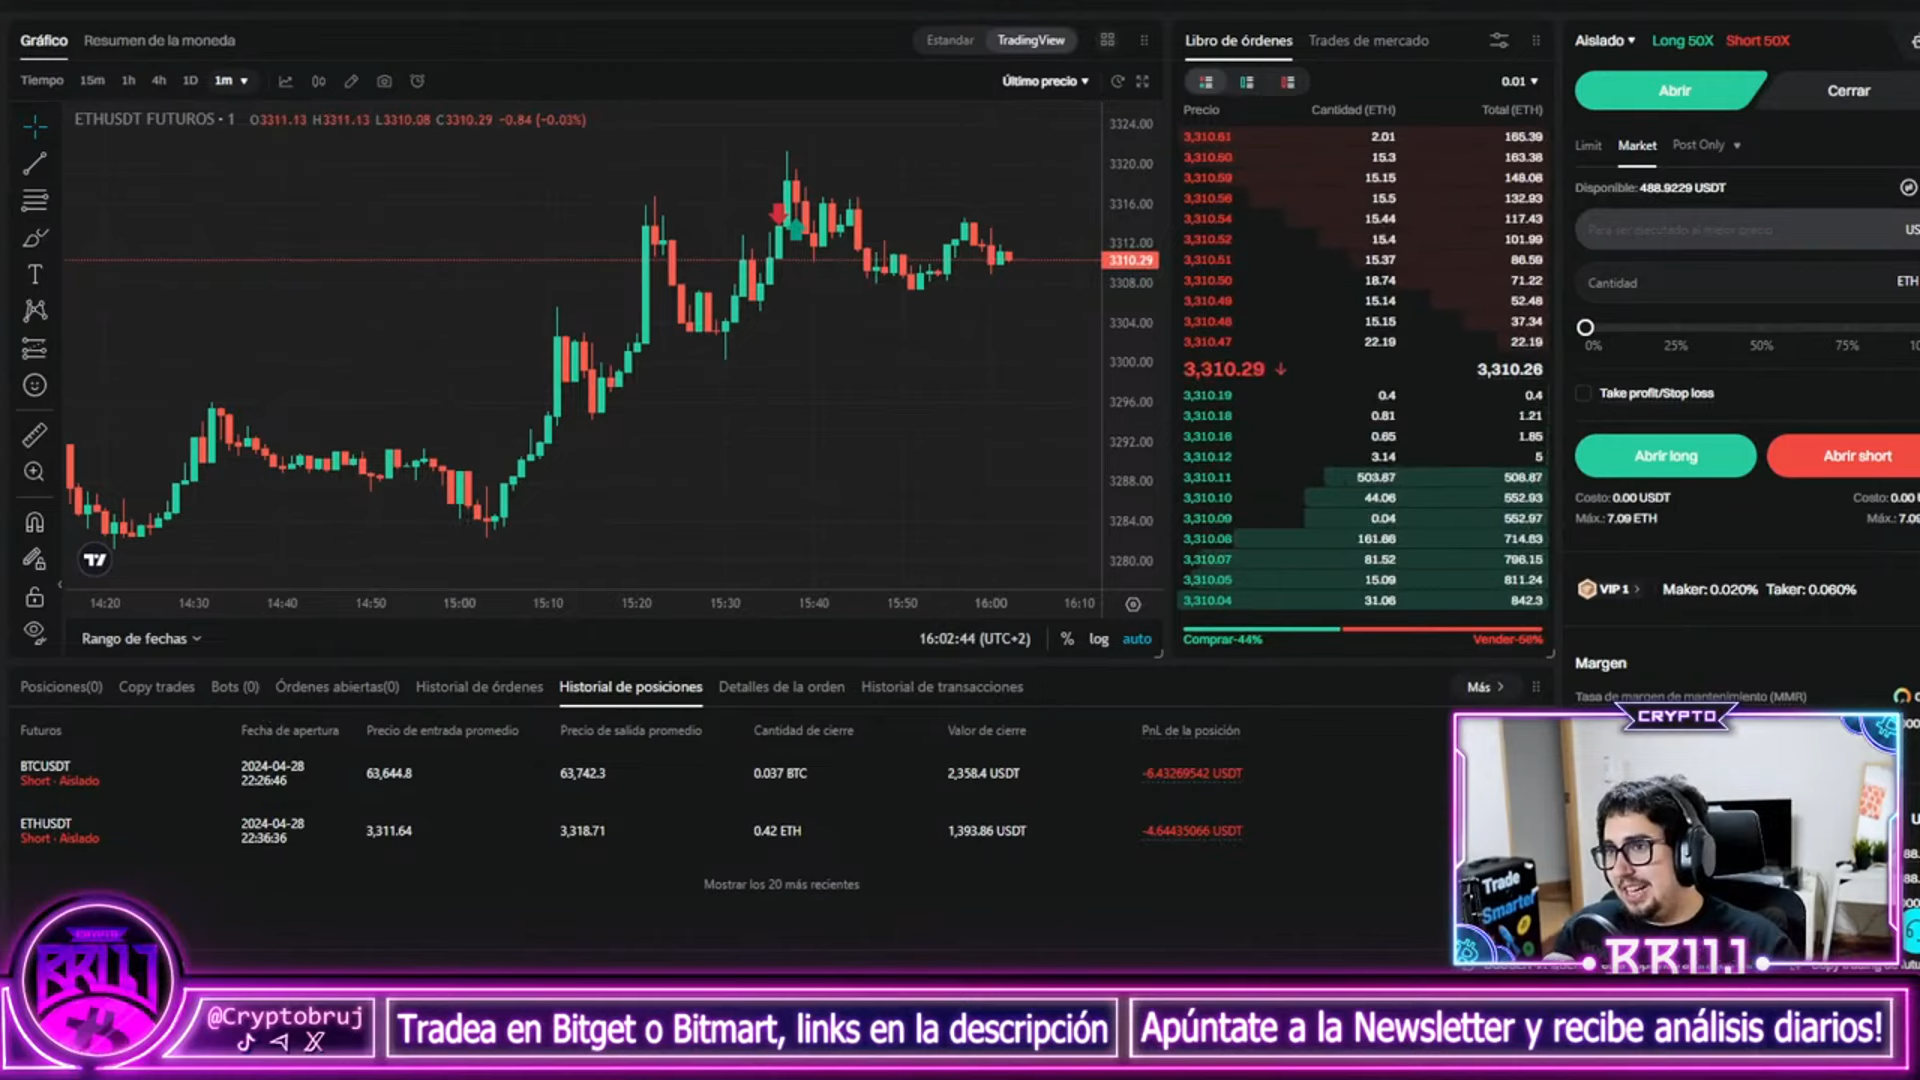 Gráfico
Resumen de la moneda
Estandar
TradingView
Tiempo
15m
1h
4h
1D
1m
Último precio
ETHUSDT FUTUROS · 1 O3311.13 H3311.13 L3310.08 C3310.29 -0.84 (-0.03%)
3324.00
3320.00
3316.00
3312.00
3310.29
3308.00
3304.00
3300.00
3296.00
3292.00
3288.00
3284.00
3280.00
14:20
14:30
14:40
14:50
15:00
15:10
15:20
15:30
15:40
15:50
16:00
16:10
Rango de fechas
16:02:44 (UTC+2)
%
log
auto
Libro de órdenes
Trades de mercado
0.01
Precio Cantidad (ETH) Total (ETH)
3,310.61 2.01 165.39
3,310.60 15.3 163.38
3,310.59 15.15 148.08
3,310.56 15.5 132.93
3,310.54 15.44 117.43
3,310.52 15.4 101.99
3,310.51 15.37 86.59
3,310.50 18.74 71.22
3,310.49 15.14 52.48
3,310.48 15.15 37.34
3,310.47 22.19 22.19
3,310.29 3,310.26
3,310.19 0.4 0.4
3,310.18 0.81 1.21
3,310.16 0.65 1.85
3,310.12 3.14 5
3,310.11 503.87 508.87
3,310.10 44.06 552.93
3,310.09 0.04 552.97
3,310.08 161.66 714.63
3,310.07 81.52 796.15
3,310.05 15.09 811.24
3,310.04 31.06 842.3
Comprar-44%
Vender-56%
Aislado Long 50X Short 50X
Abrir
Cerrar
Limit
Market
Post Only
Disponible: 488.9229 USDT
Para ser ejecutado al mejor precio
US
Cantidad
ETH
0%
25%
50%
75%
Take profit/Stop loss
Abrir long
Abrir short
Costo: 0.00 USDT
Costo: 0.00
Máx.: 7.09 ETH
Máx.: 7.09
VIP 1
Maker: 0.020% Taker: 0.060%
Margen
Tasa de margen de mantenimiento (MMR)
Posiciones(0)
Copy trades
Bots (0)
Órdenes abiertas(0)
Historial de órdenes
Historial de posiciones
Detalles de la orden
Historial de transacciones
Más
Futuros
Fecha de apertura
Precio de entrada promedio
Precio de salida promedio
Cantidad de cierre
Valor de cierre
PnL de la posición
BTCUSDT
Short · Aislado
2024-04-28
22:26:46
63,644.8
63,742.3
0.037 BTC
2,358.4 USDT
-6.43269542 USDT
ETHUSDT
Short · Aislado
2024-04-28
22:36:36
3,311.64
3,318.71
0.42 ETH
1,393.86 USDT
-4.64435066 USDT
Mostrar los 20 más recientes
CRYPTO
Trade
Smarter
BR11J
CRYPTO
BR11J
@Cryptobruj
Tradea en Bitget o Bitmart, links en la descripción
Apúntate a la Newsletter y recibe análisis diarios!